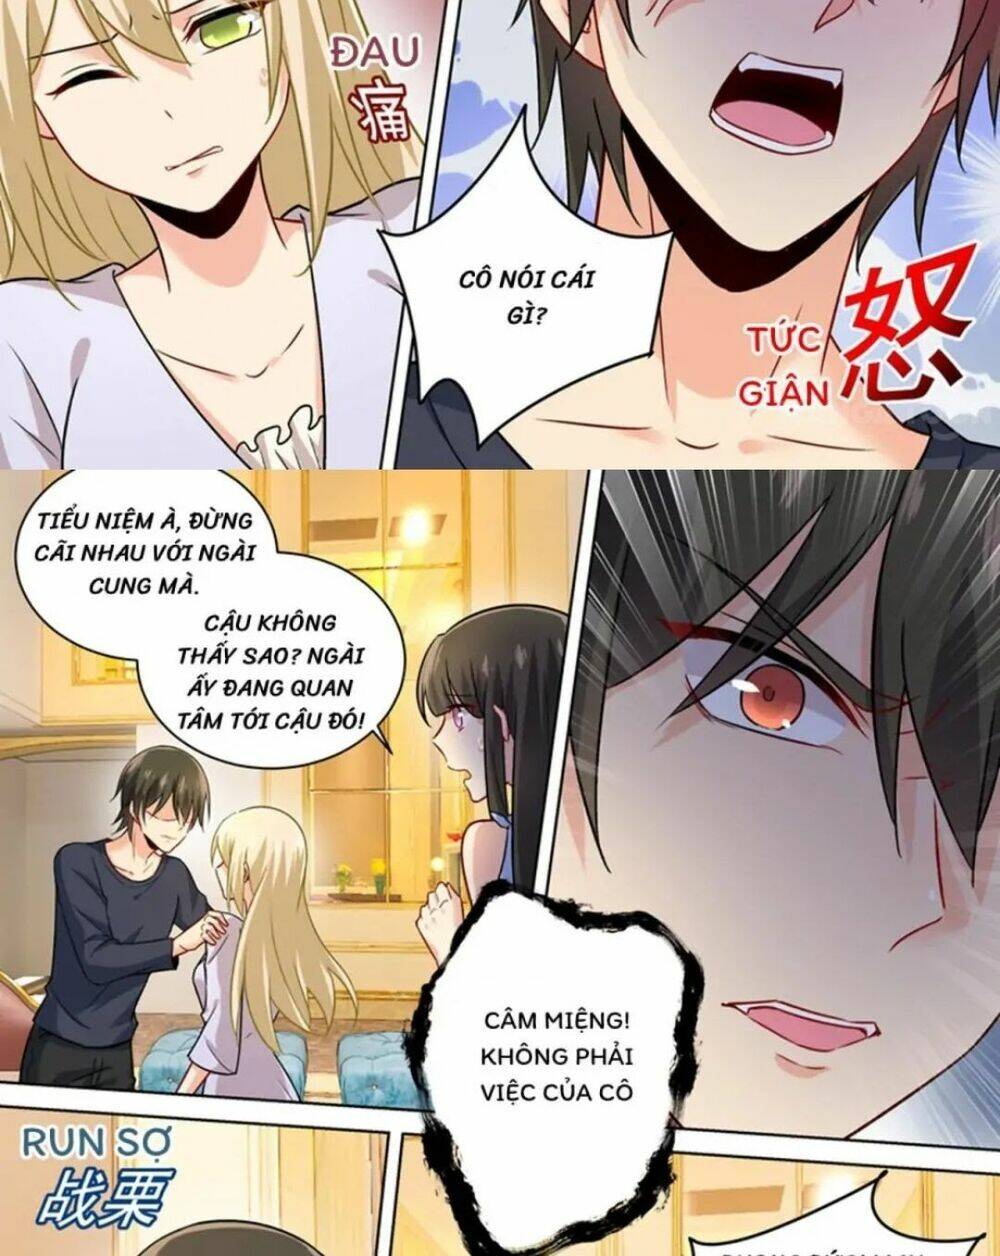 ĐAU
痛
CÔ NÓI CÁI
GÌ?
TỨC
GIẬN
怒
TIỂU NIỆM À, ĐỪNG
CÃI NHAU VỚI NGÀI
CUNG MÀ.
CẬU KHÔNG
THẤY SAO? NGÀI
ẤY ĐANG QUAN
TÂM TỚI CẬU ĐÓ!
CÂM MIỆNG!
KHÔNG PHẢI
VIỆC CỦA CÔ
RUN SỢ
战栗